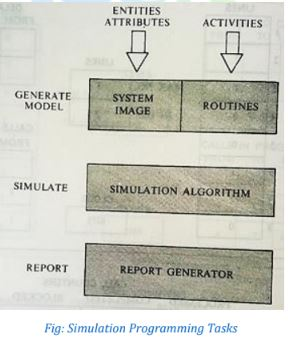 ENTITIES
ATTRIBUTES
ACTIVITIES
GENERATE
MODEL
SYSTEM
IMAGE
ROUTINES
SIMULATE
SIMULATION ALGORITHM
REPORT
REPORT GENERATOR
Fig: Simulation Programming Tasks